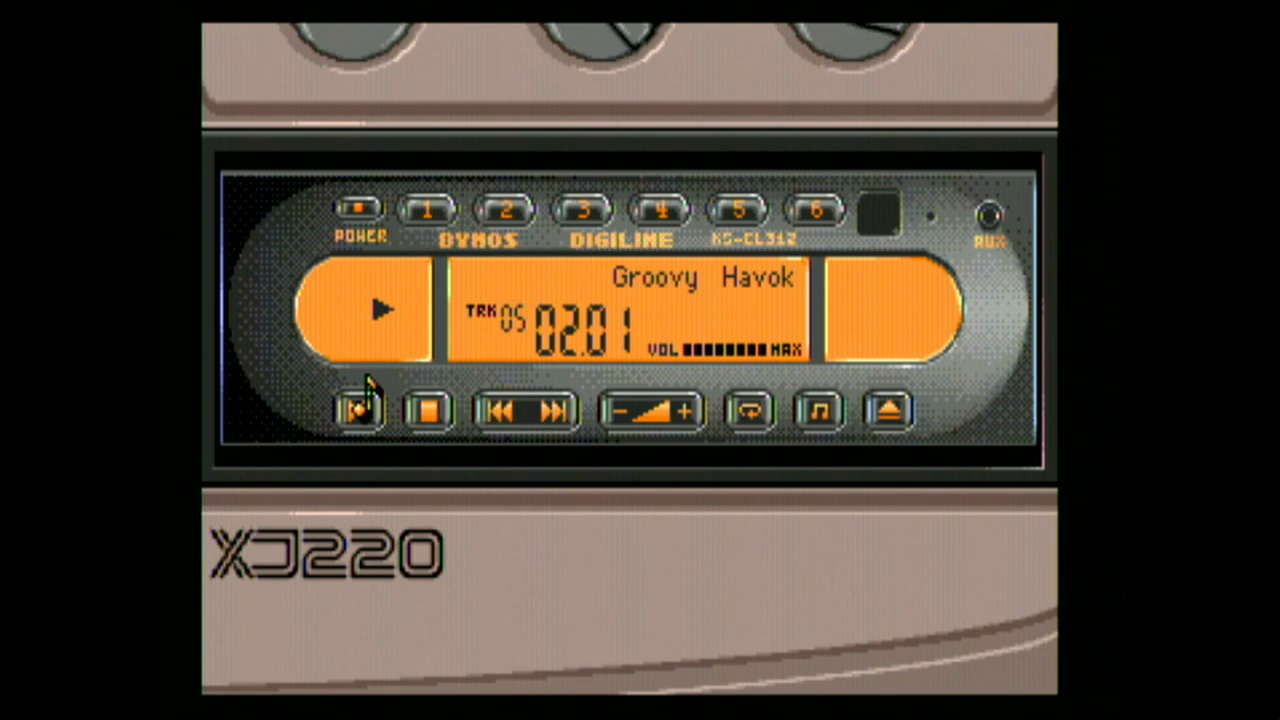 1 2 3 4 5 6
POWER DYMOS DIGILINE KS-CL312 AUX
Groovy Havok
TRK 05 02.01 VOL MAX
- +
XJ220